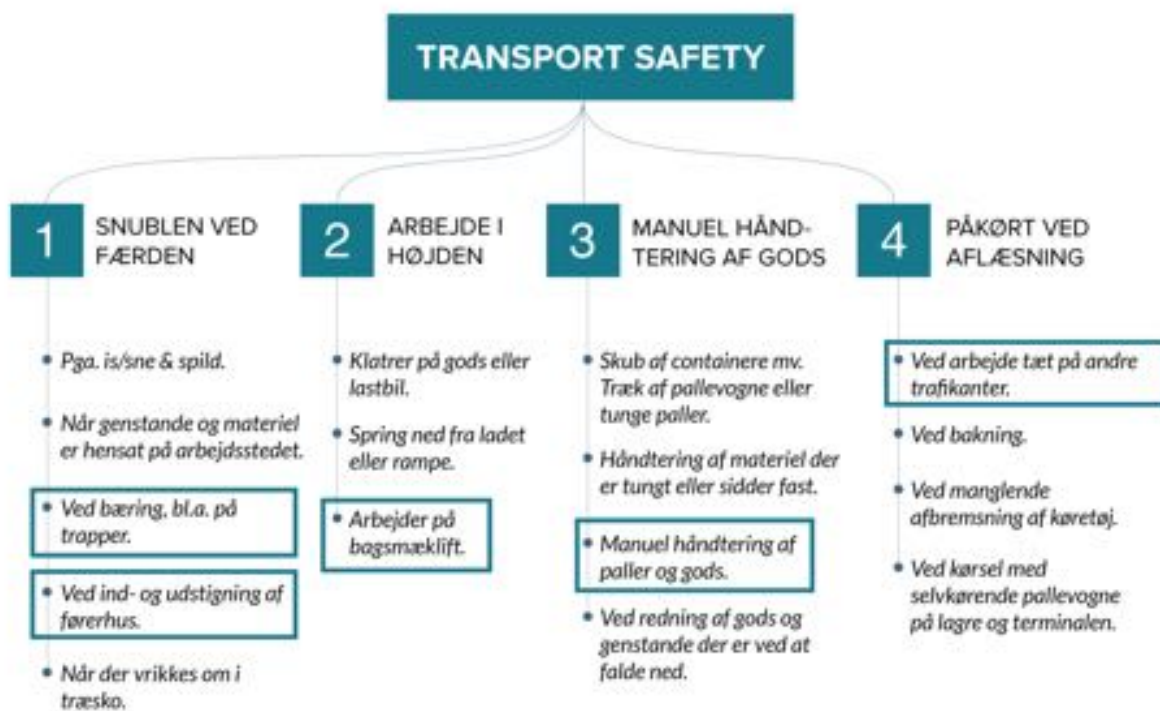 TRANSPORT SAFETY
1
SNUBLEN VED
FÆRDEN
Pga. is/sne & spild.
Når genstande og materiel
er hensat på arbejdsstedet.
Ved bæring, bl.a. på
trapper.
Ved ind- og udstigning af
førerhus.
Når der vrikkes om i
træsko.
2
ARBEJDE I
HØJDEN
Klatrer på gods eller
lastbil.
Spring ned fra ladet
eller rampe.
Arbejder på
bagsmæklift.
3
MANUEL HÅND-
TERING AF GODS
Skub af containere mv.
Træk af pallevogne eller
tunge paller.
Håndtering af materiel der
er tungt eller sidder fast.
Manuel håndtering af
paller og gods.
Ved redning af gods og
genstande der er ved at
falde ned.
4
PÅKØRT VED
AFLÆSNING
Ved arbejde tæt på andre
trafikanter.
Ved bakning.
Ved manglende
afbremsning af køretøj.
Ved kørsel med
selvkørende pallevogne
på lagre og terminalen.